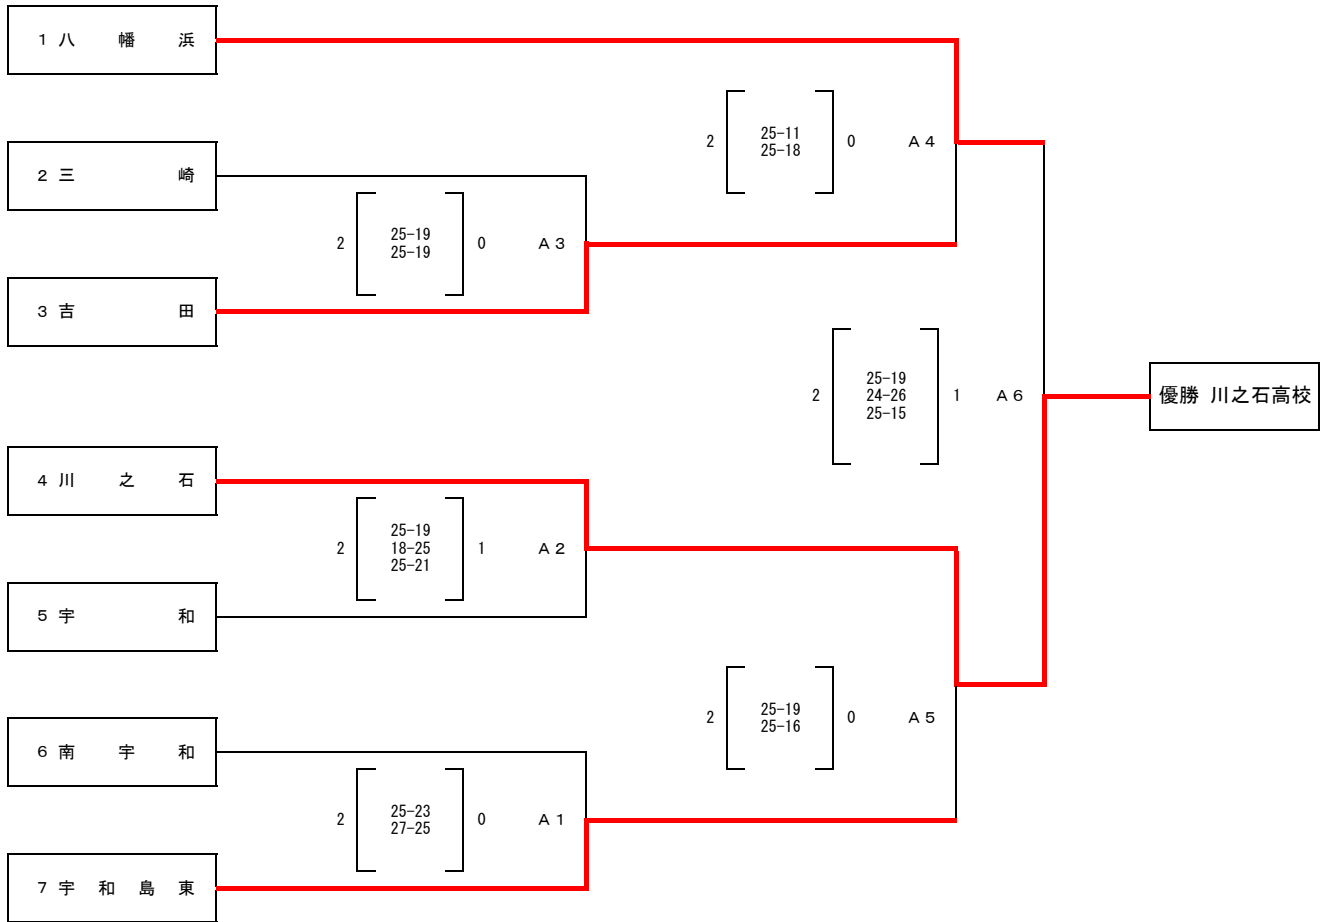 1 八幡浜
2 25-11 0 A4
25-18
2 三崎
2 25-19 0 A3
25-19
3 吉田
2 25-19 1 A6
24-26
25-15
優勝 川之石高校
4 川之石
2 25-19 1 A2
18-25
25-21
5 宇和
2 25-19 0 A5
25-16
6 南宇和
2 25-23 0 A1
27-25
7 宇和島東